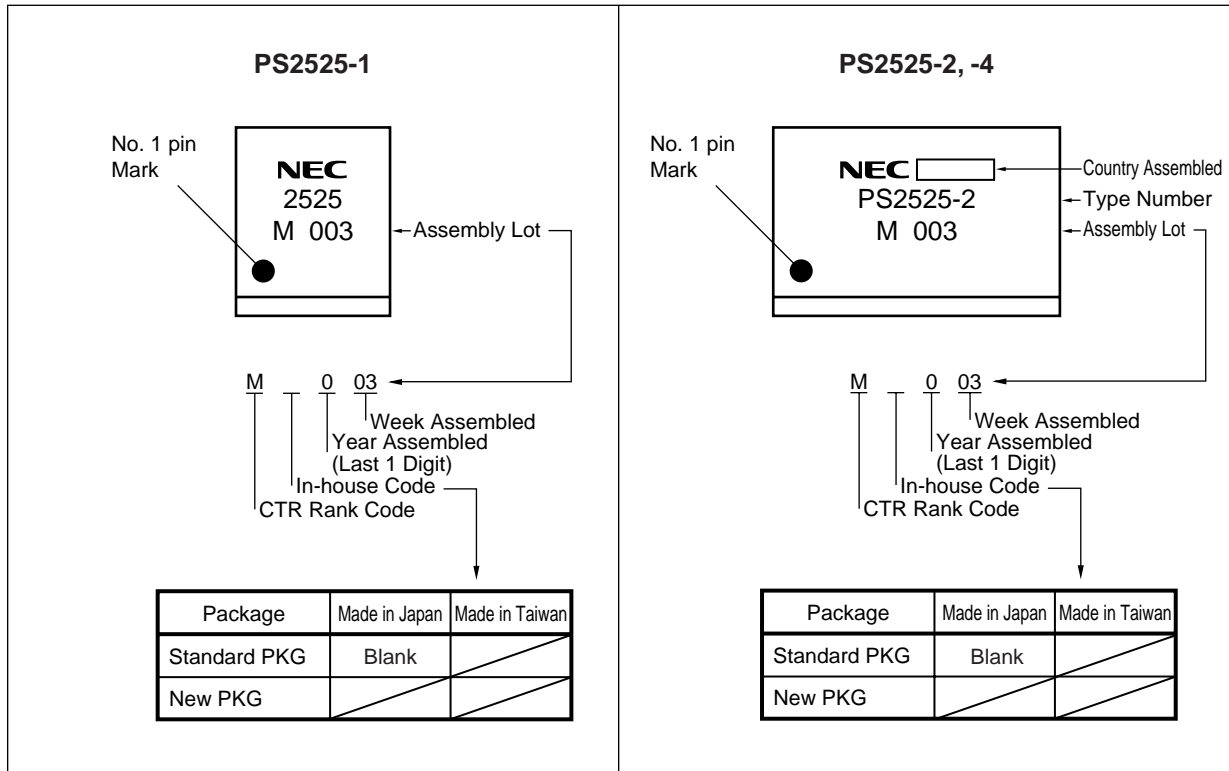 PS2525-1
No. 1 pin
Mark
NEC
2525
M 003
Assembly Lot
M 0 03
Week Assembled
Year Assembled
(Last 1 Digit)
In-house Code
CTR Rank Code
Package Made in Japan Made in Taiwan
Standard PKG Blank
New PKG
PS2525-2, -4
No. 1 pin
Mark
NEC
Country Assembled
PS2525-2
Type Number
M 003
Assembly Lot
M 0 03
Week Assembled
Year Assembled
(Last 1 Digit)
In-house Code
CTR Rank Code
Package Made in Japan Made in Taiwan
Standard PKG Blank
New PKG